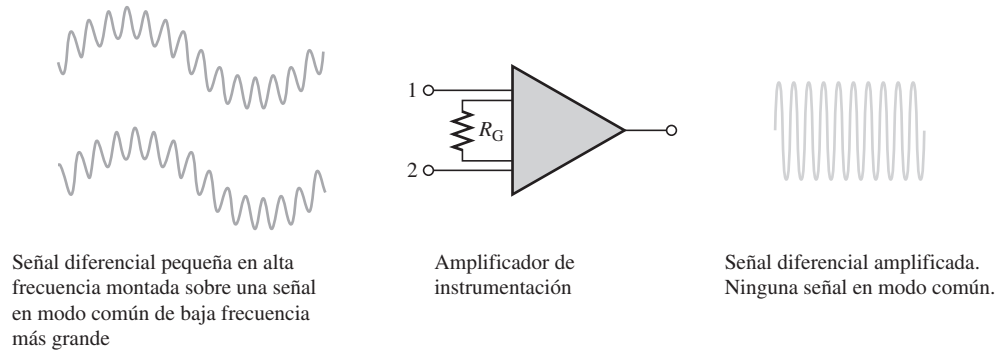 1
R_G
2
Señal diferencial pequeña en alta
frecuencia montada sobre una señal
en modo común de baja frecuencia
más grande
Amplificador de
instrumentación
Señal diferencial amplificada.
Ninguna señal en modo común.